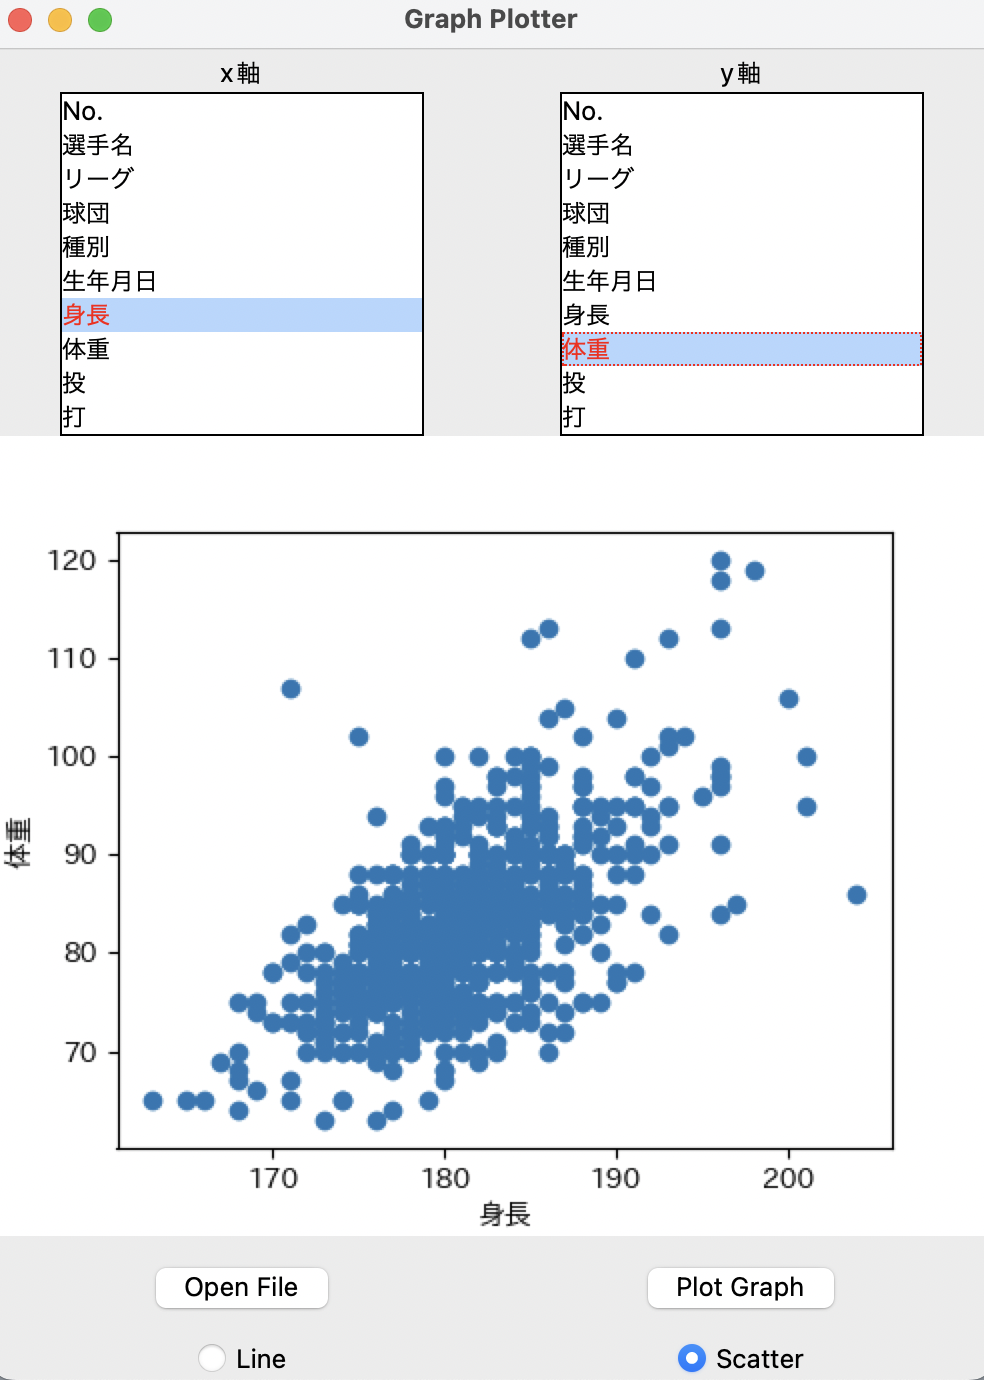 Graph Plotter
x軸
y軸
No.
選手名
リーグ
球団
種別
生年月日
身長
体重
投
打
No.
選手名
リーグ
球団
種別
生年月日
身長
体重
投
打
120
110
100
90
80
70
体重
170 180 190 200
身長
Open File
Plot Graph
Line
Scatter